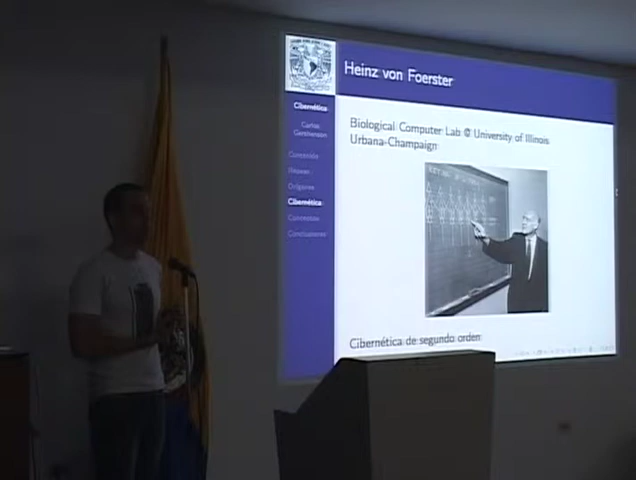 Heinz von Foerster
Cibernética
Carlos
Gershenson
Contenido
Repaso
Orígenes
Cibernética
Conceptos
Conclusiones
Biological Computer Lab @ University of Illinois
Urbana-Champaign
Cibernética de segundo orden: